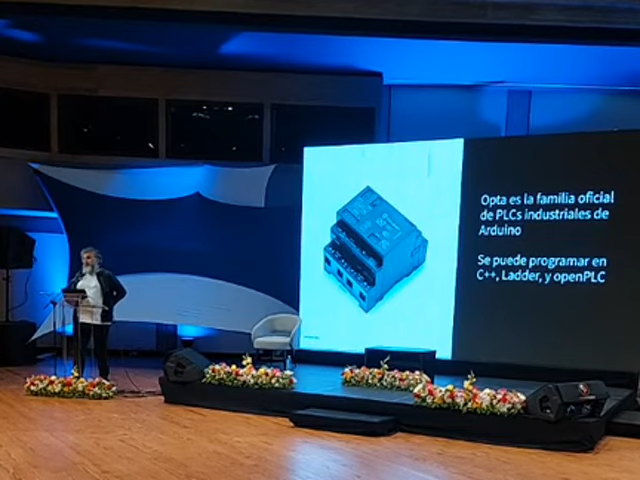 Opta es la familia oficial
de PLCs industriales de
Arduino
Se puede programar en
C++, Ladder, y openPLC